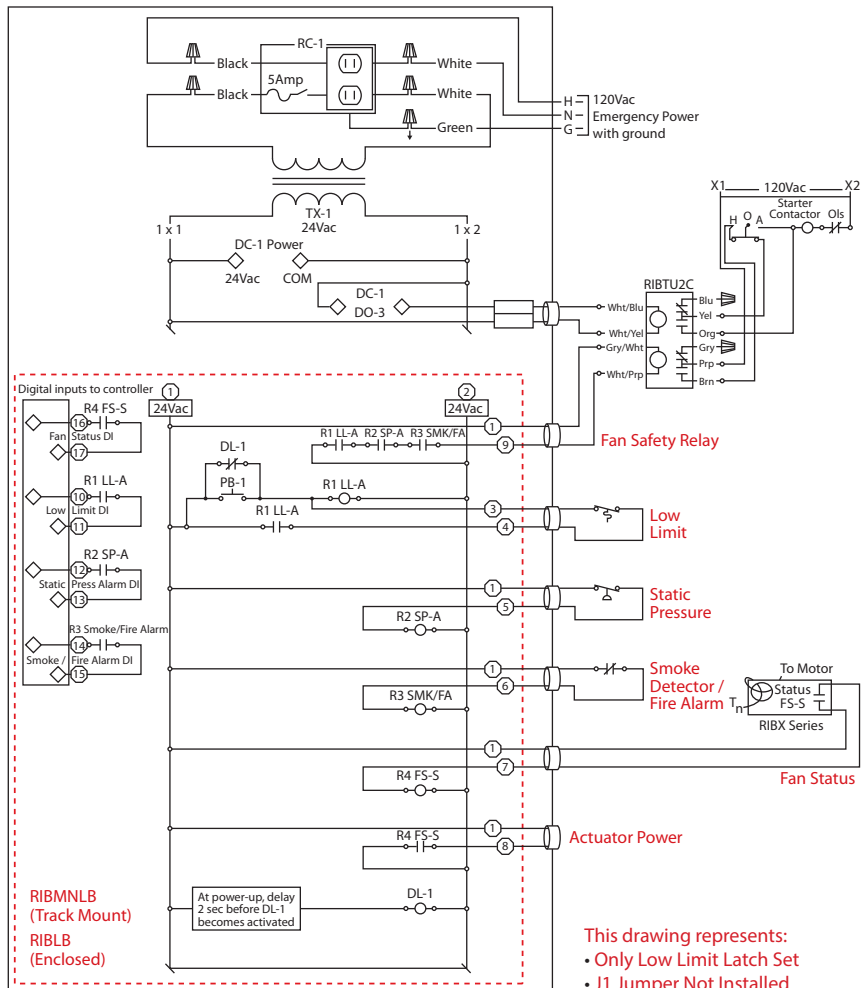 RC-1
Black
White
5Amp
Black
White
Green
H
N
G
120Vac
Emergency Power
with ground
TX-1
24Vac
1 x 1
1 x 2
DC-1 Power
24Vac
COM
DC-1
DO-3
X1
120Vac
X2
Starter
Contactor
Ols
H O A
RIBTU2C
Wht/Blu
Wht/Yel
Gry/Wht
Wht/Prp
Blu
Yel
Org
Gry
Prp
Brn
Digital inputs to controller
1
24Vac
2
24Vac
R4 FS-S
16
Fan Status DI
17
R1 LL-A
10
Low Limit DI
11
R2 SP-A
12
Static Press Alarm DI
13
R3 Smoke/Fire Alarm
14
Smoke / Fire Alarm DI
15
1
R1 LL-A R2 SP-A R3 SMK/FA
9
Fan Safety Relay
DL-1
PB-1
R1 LL-A
3
R1 LL-A
4
Low
Limit
1
5
R2 SP-A
Static
Pressure
1
6
R3 SMK/FA
Smoke
Detector /
Fire Alarm
To Motor
Status
FS-S
Tn
RIBX Series
1
7
R4 FS-S
Fan Status
1
R4 FS-S
8
Actuator Power
At power-up, delay
2 sec before DL-1
becomes activated
DL-1
RIBMNLB
(Track Mount)
RIBLB
(Enclosed)
This drawing represents:
• Only Low Limit Latch Set
• J1 Jumper Not Installed